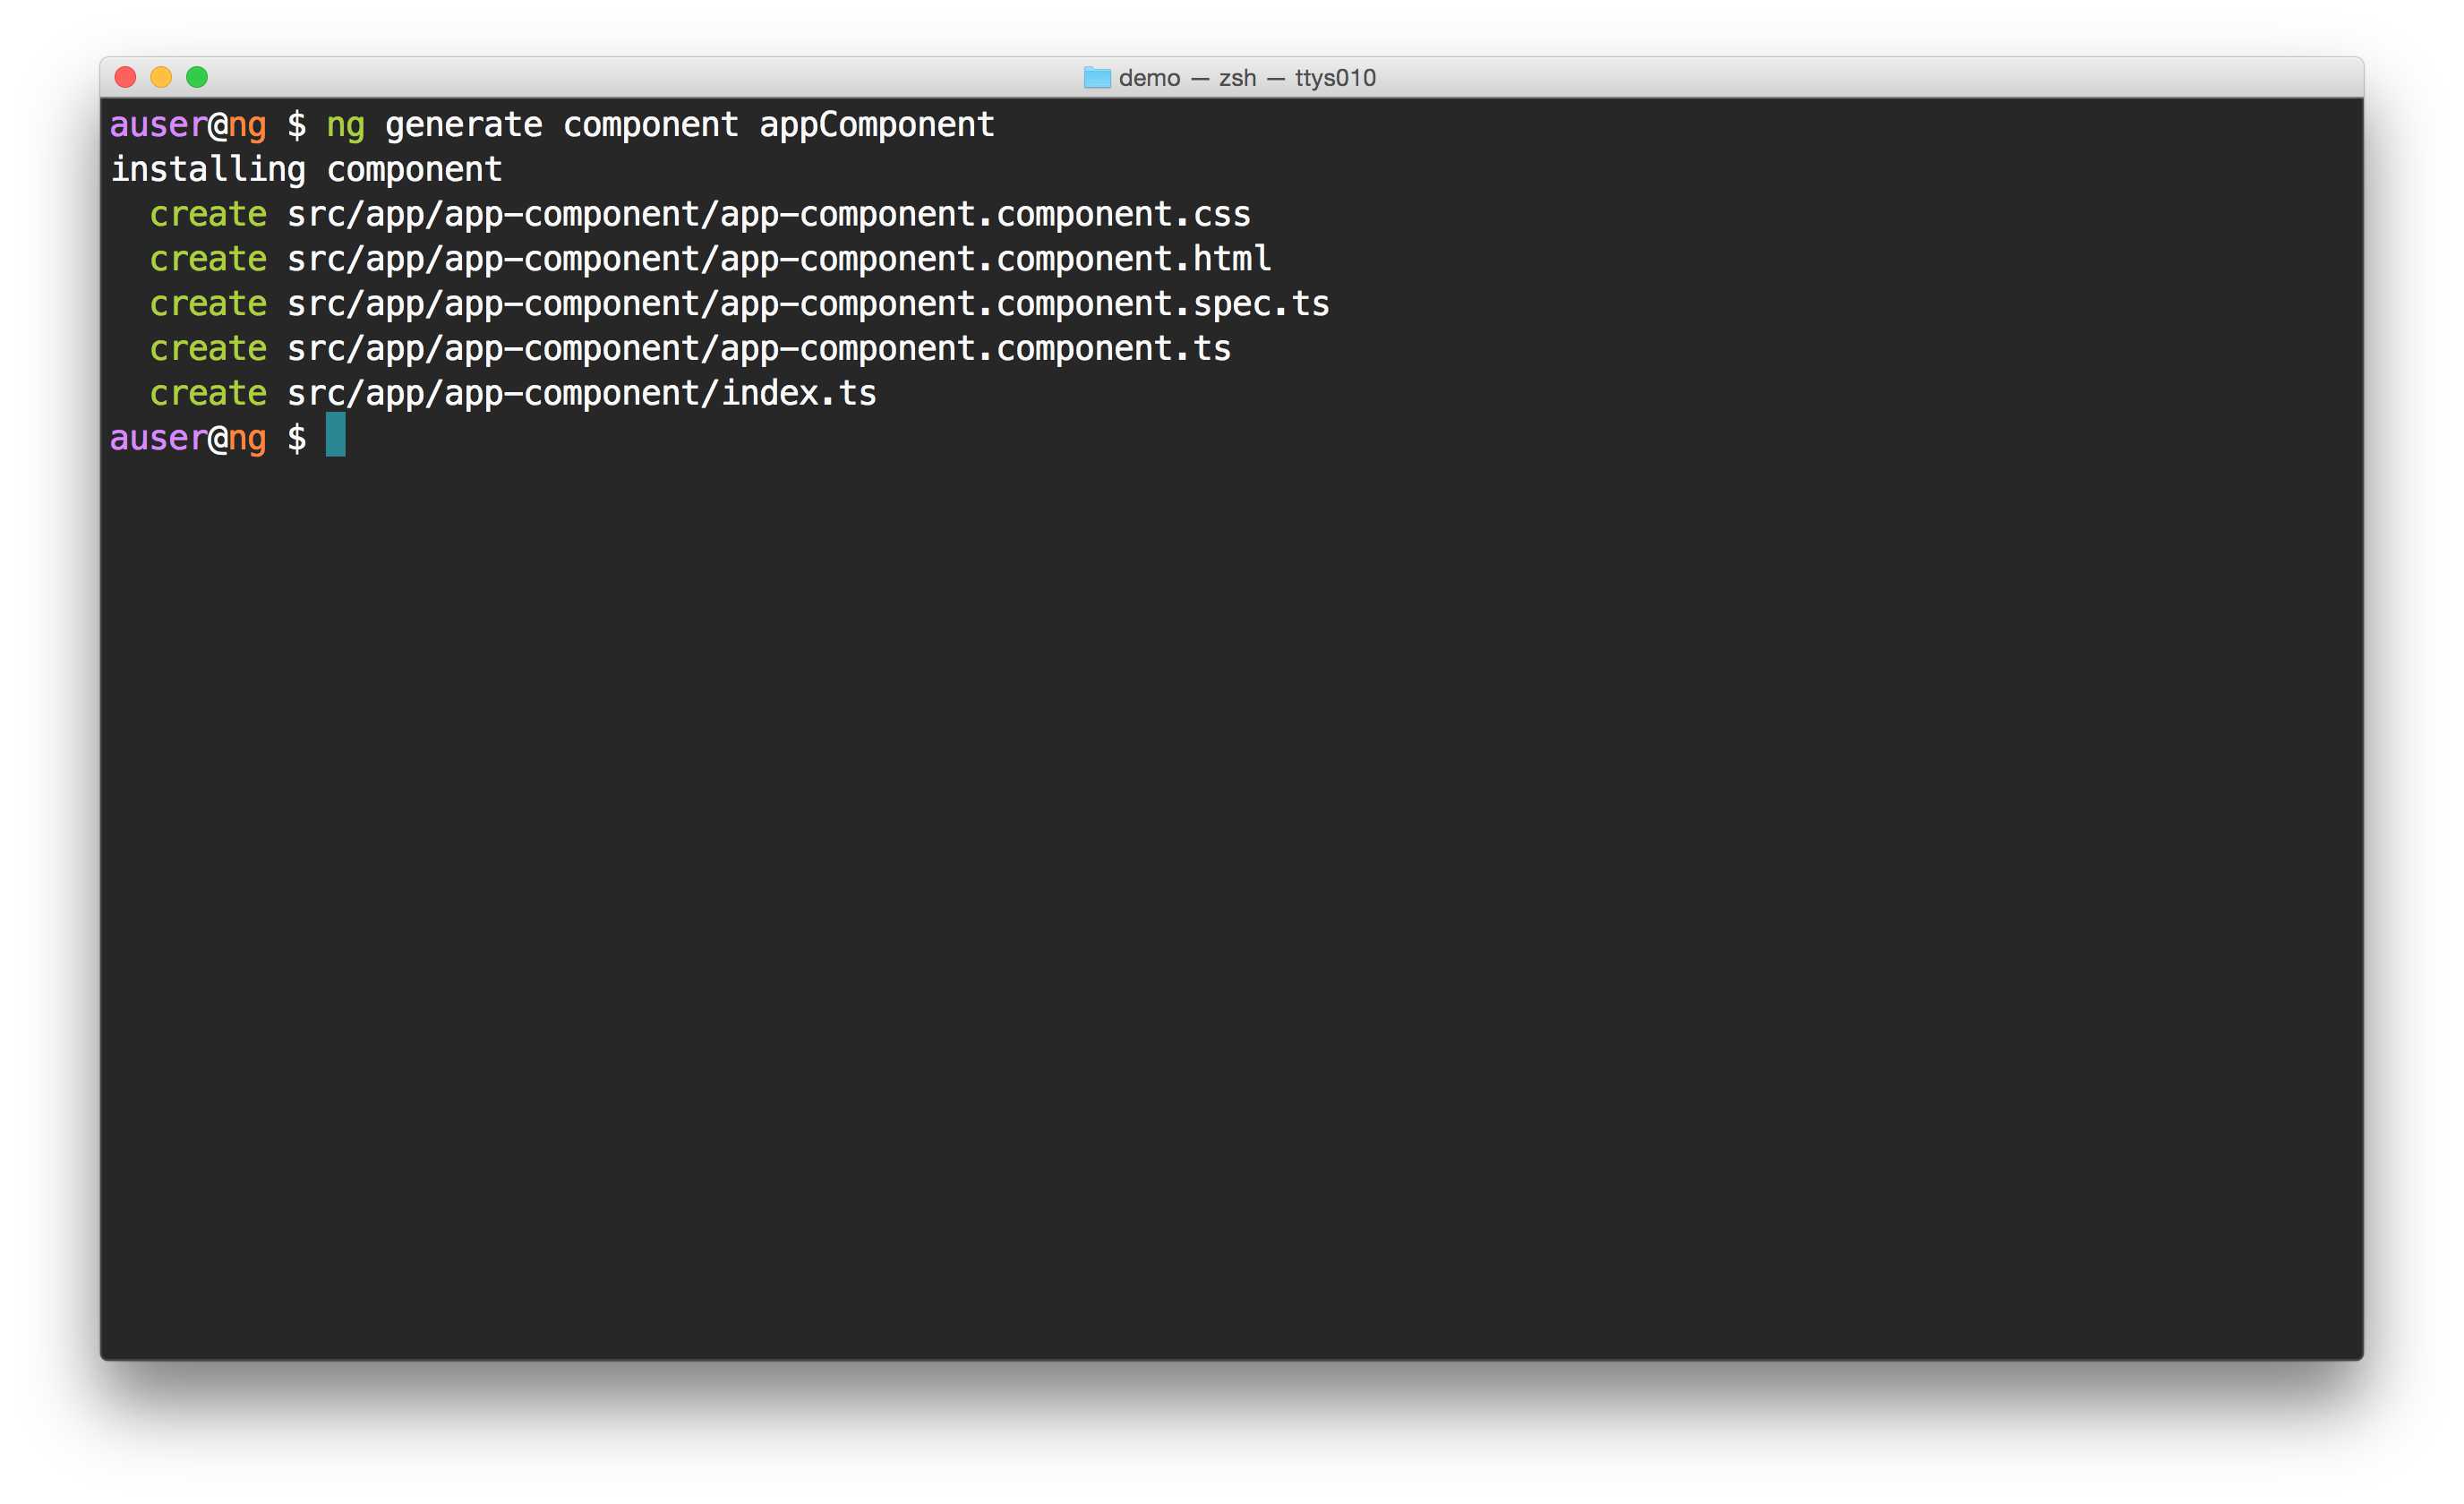 demo — zsh — ttys010
auser@ng $ ng generate component appComponent
installing component
  create src/app/app-component/app-component.component.css
  create src/app/app-component/app-component.component.html
  create src/app/app-component/app-component.component.spec.ts
  create src/app/app-component/app-component.component.ts
  create src/app/app-component/index.ts
auser@ng $